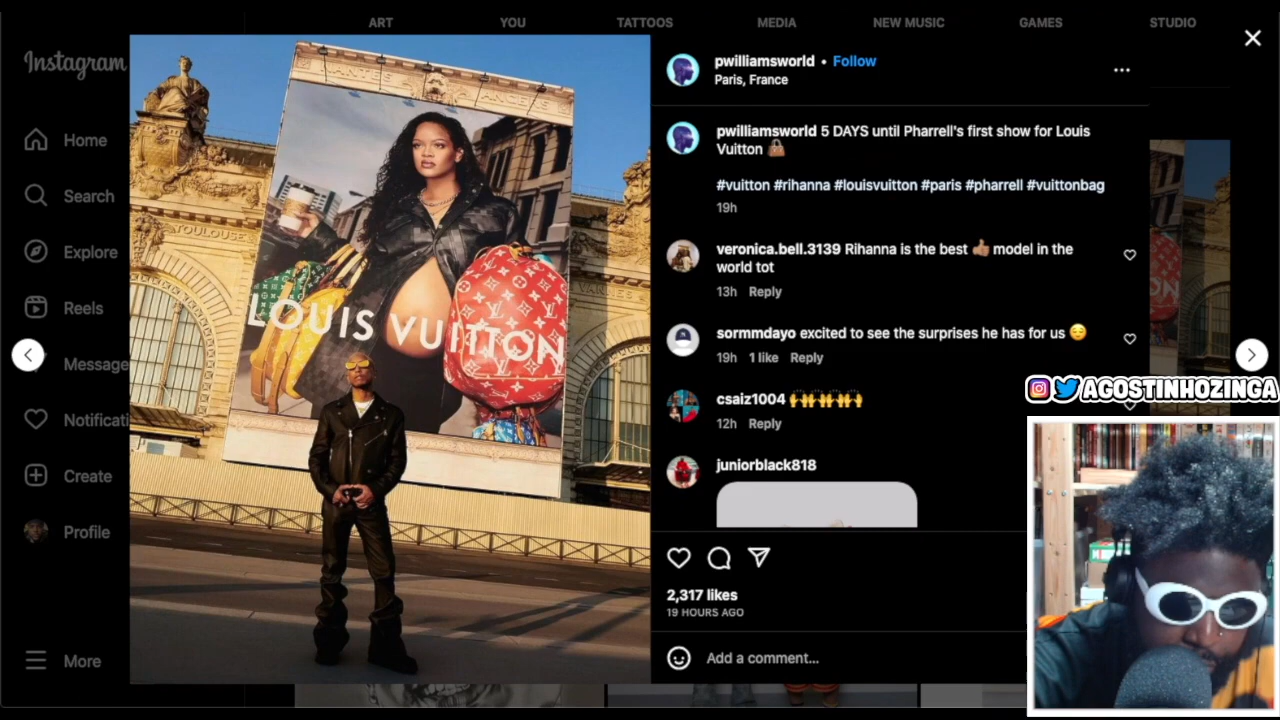 ART
YOU
TATTOOS
MEDIA
NEW MUSIC
GAMES
STUDIO
Instagram
Home
Search
Explore
Reels
Message
Notificati
Create
Profile
More
NANTES
ANGERS
TOULOUSE
LOUIS VUITTON
pwilliamsworld • Follow
Paris, France
pwilliamsworld 5 DAYS until Pharrell's first show for Louis
Vuitton 👜
#vuitton #rihanna #louisvuitton #paris #pharrell #vuittonbag
19h
veronica.bell.3139 Rihanna is the best 👍🏽 model in the
world tot
13h Reply
sormmdayo excited to see the surprises he has for us 😌
19h 1 like Reply
csaiz1004 🙌🙌🙌🙌
12h Reply
juniorblack818
2,317 likes
19 HOURS AGO
Add a comment...
AGOSTINHOZINGA